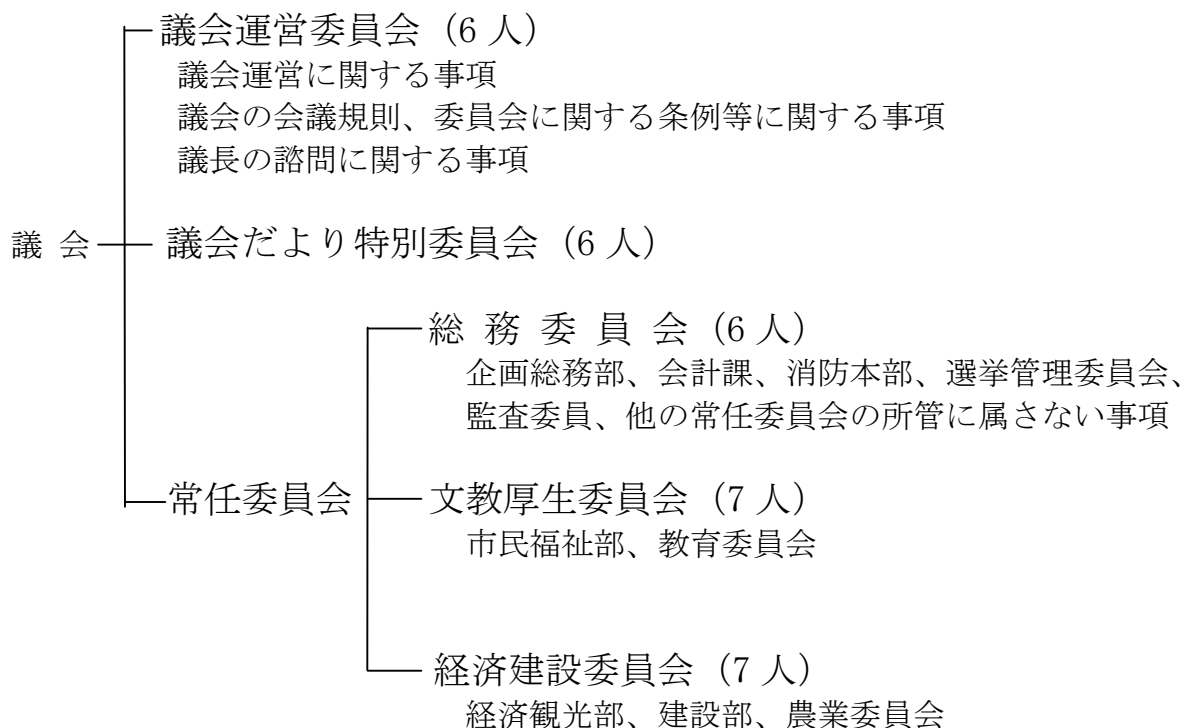 議会運営委員会（6 人）
議会運営に関する事項
議会の会議規則、委員会に関する条例等に関する事項
議長の諮問に関する事項
議 会
議会だより特別委員会（6 人）
総 務 委 員 会（6 人）
企画総務部、会計課、消防本部、選挙管理委員会、
監査委員、他の常任委員会の所管に属さない事項
常任委員会
文教厚生委員会（7 人）
市民福祉部、教育委員会
経済建設委員会（7 人）
経済観光部、建設部、農業委員会